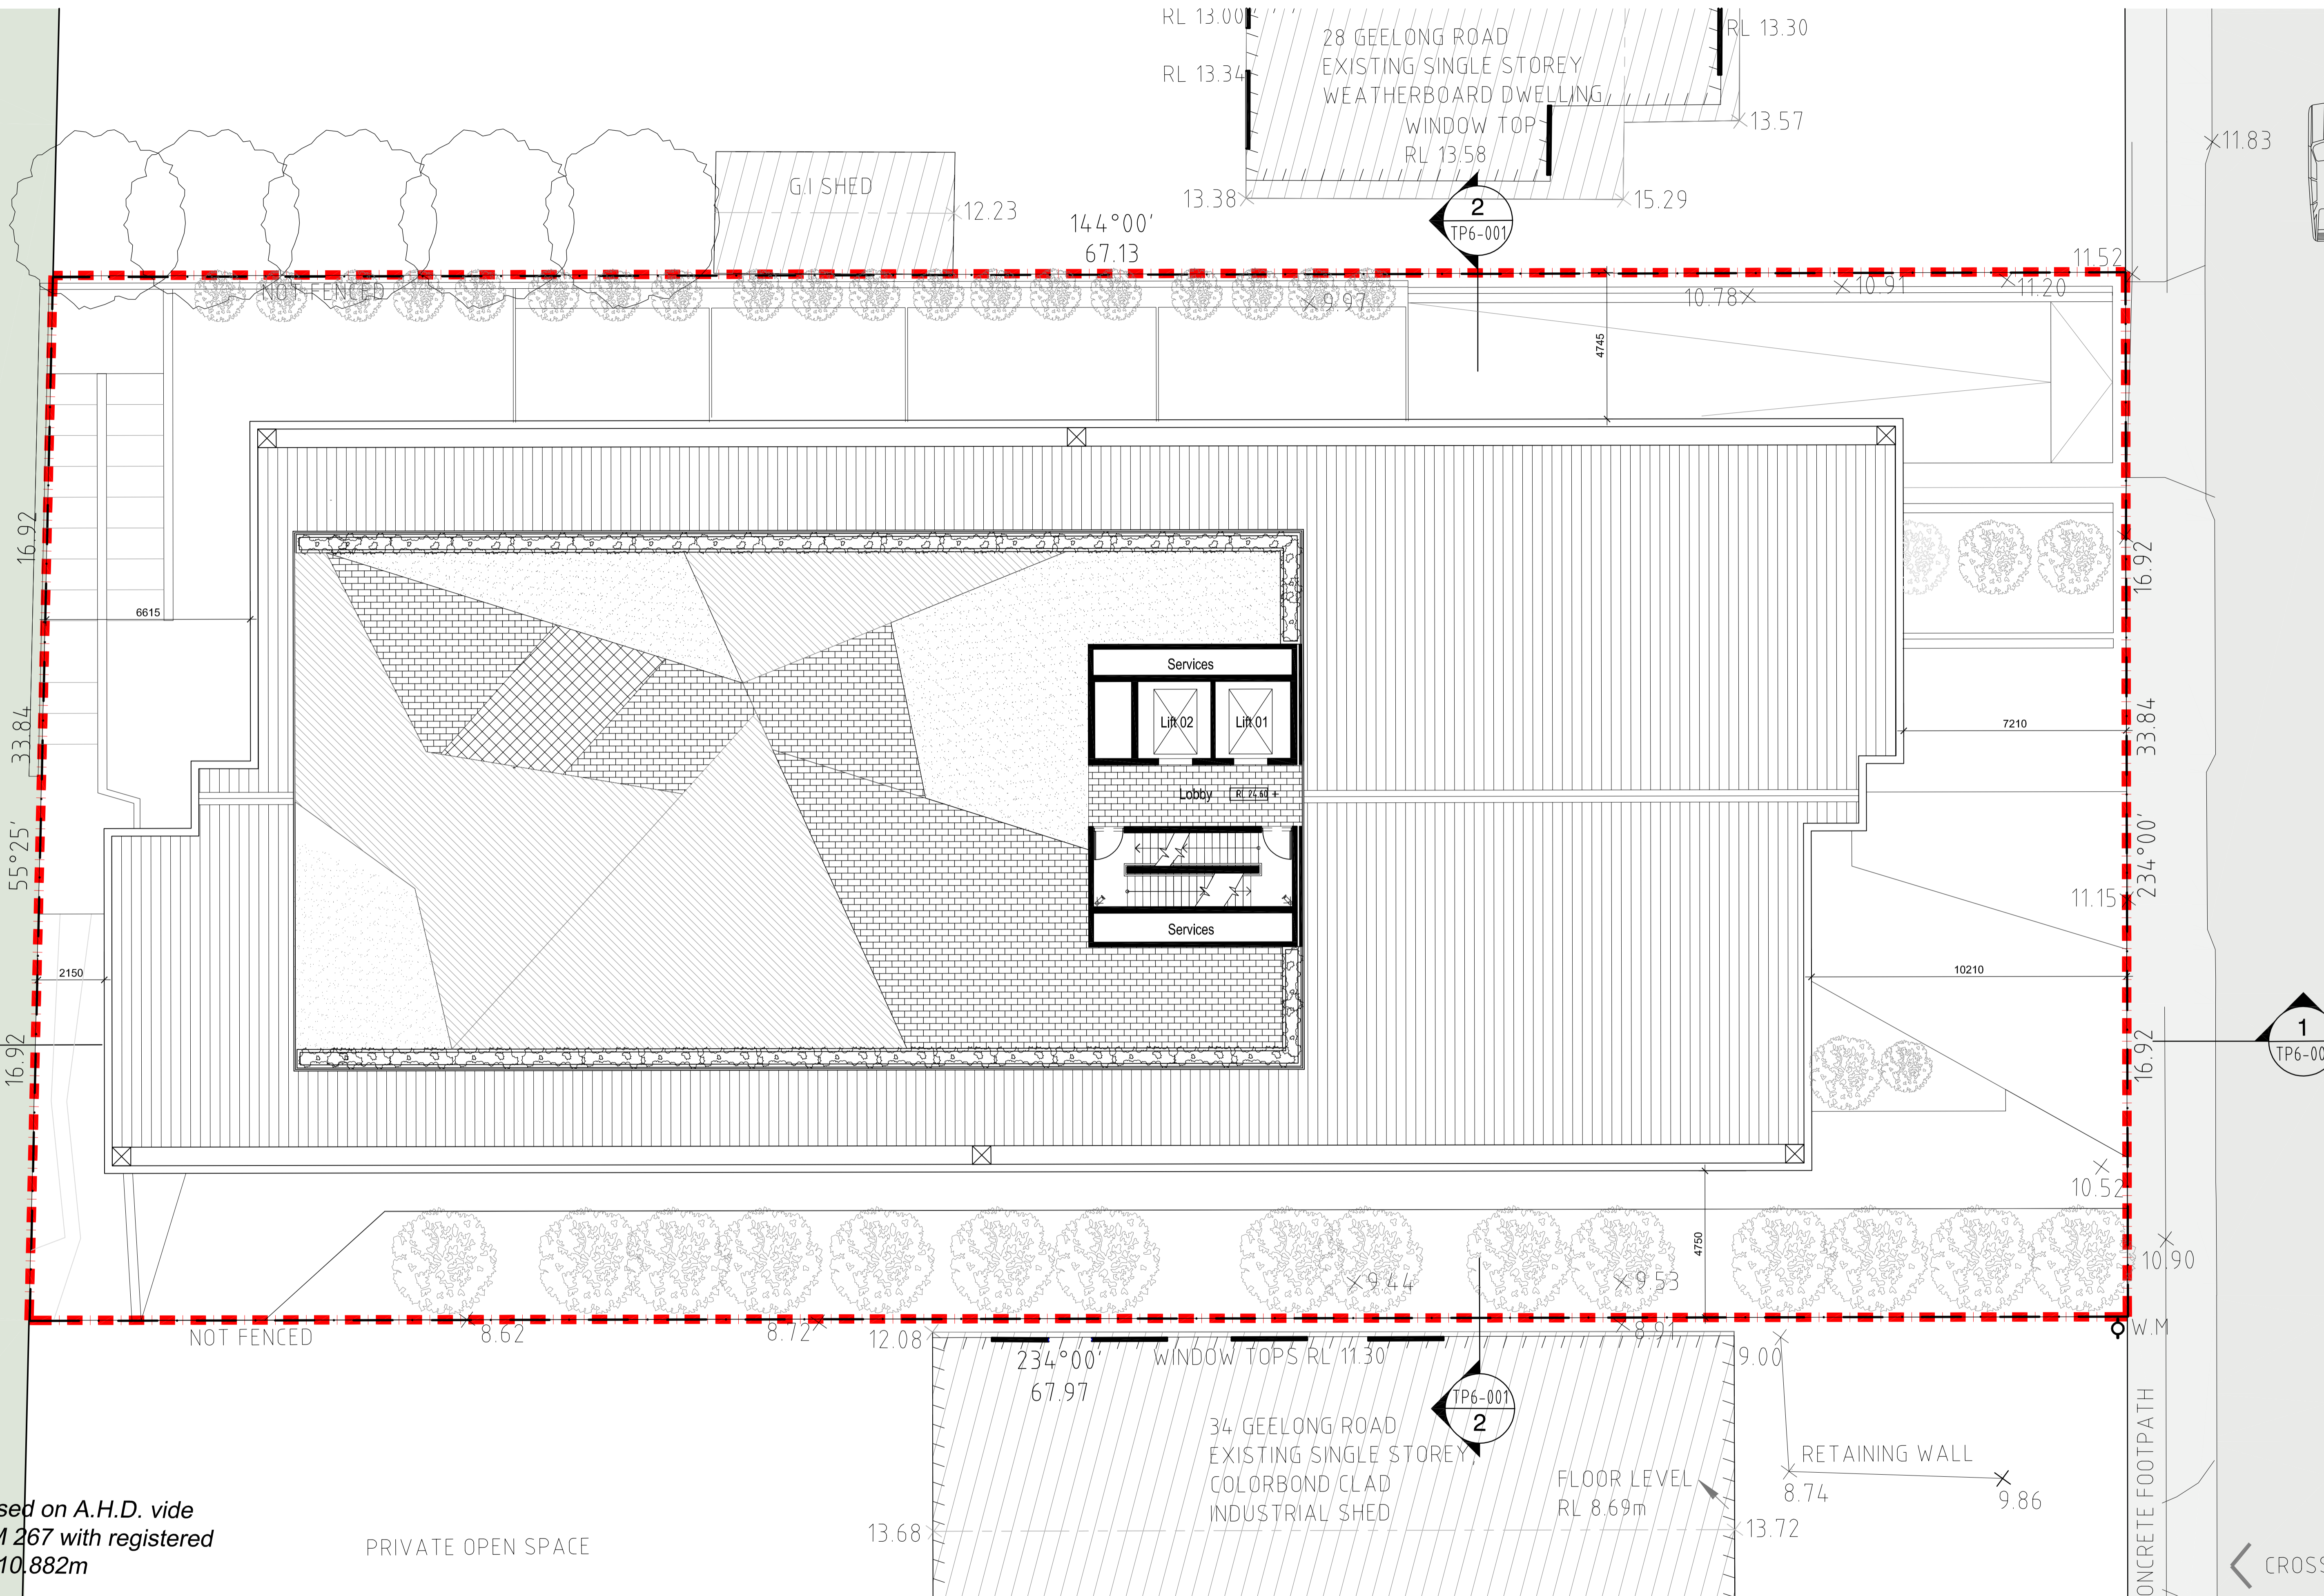 RL 13.00
28 GEELONG ROAD
EXISTING SINGLE STOREY
WEATHERBOARD DWELLING
RL 13.30
RL 13.34
WINDOW TOP
RL 13.58
13.57
11.83
G.I SHED
12.23
13.38
15.29
2
TP6-001
144°00'
67.13
11.52
NOT FENCED
9.97
10.78
10.91
11.20
4745
16.92
6615
16.92
Services
Lift 02
Lift 01
33.84
7210
33.84
Lobby
RL 24.60
55°25'
234°00'
11.15
Services
2150
10210
16.92
16.92
1
TP6-00
10.52
4750
10.90
9.44
9.53
NOT FENCED
8.62
8.72
12.08
8.91
W.M
234°00'
67.97
WINDOW TOPS RL 11.30
9.00
TP6-001
2
34 GEELONG ROAD
EXISTING SINGLE STOREY,
COLORBOND CLAD
INDUSTRIAL SHED
FLOOR LEVEL
RL 8.69m
RETAINING WALL
8.74
9.86
sed on A.H.D. vide
M 267 with registered
10.882m
PRIVATE OPEN SPACE
13.68
13.72
ONCRETE FOOTPATH
CROSS